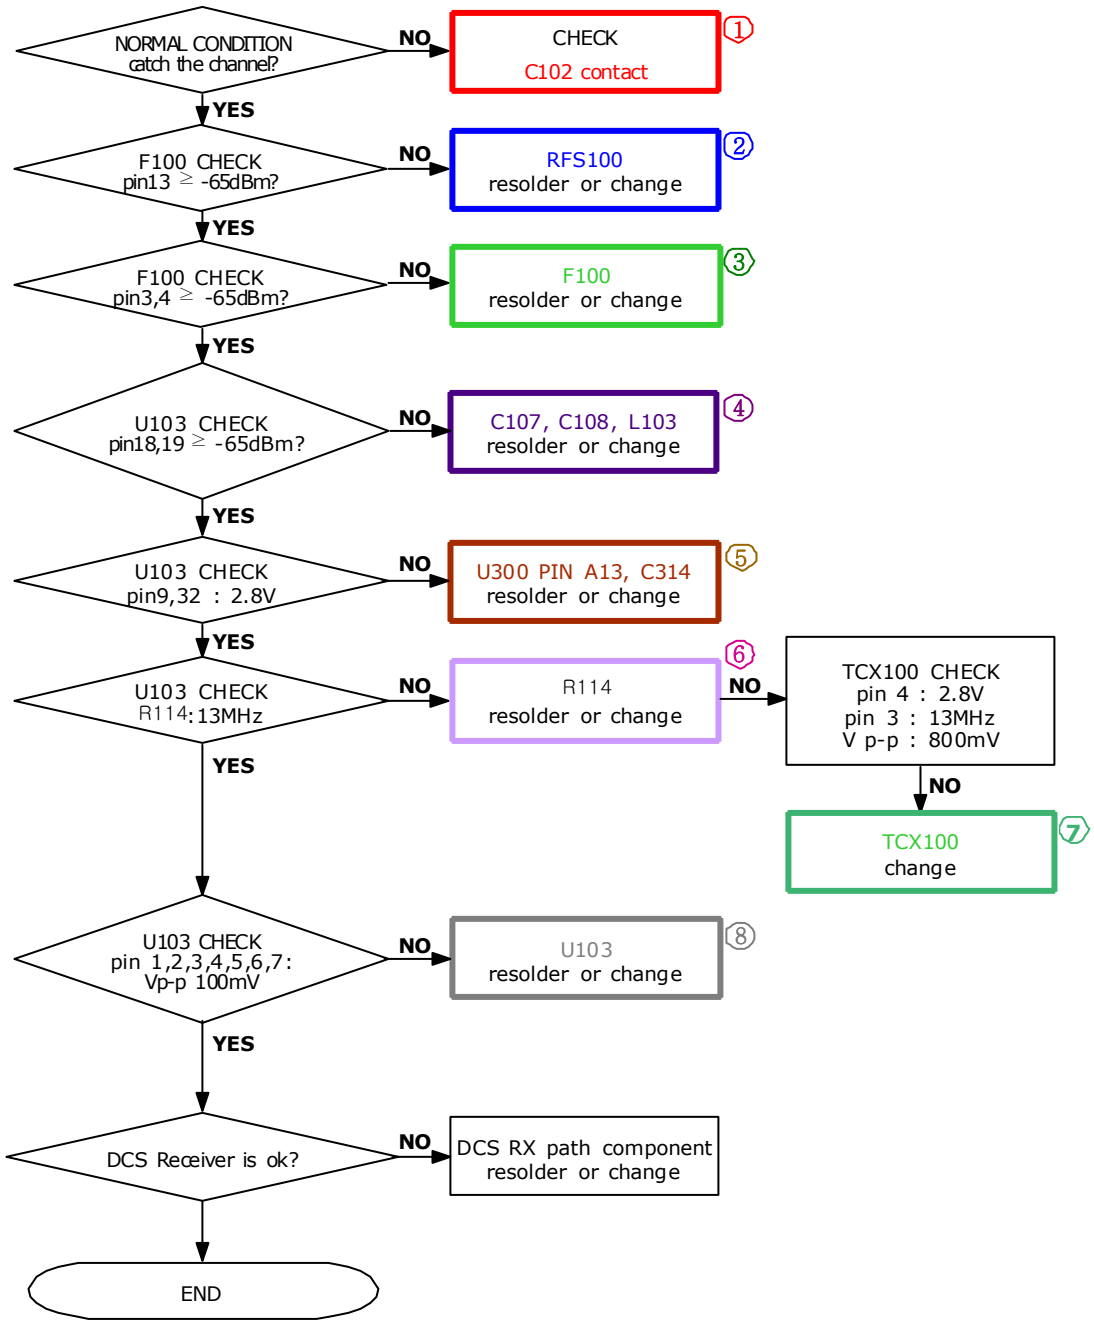 NORMAL CONDITION
catch the channel?
NO
CHECK
C102 contact
①
YES
F100 CHECK
pin13 ≥ -65dBm?
NO
RFS100
resolder or change
②
YES
F100 CHECK
pin3,4 ≥ -65dBm?
NO
F100
resolder or change
③
YES
U103 CHECK
pin18,19 ≥ -65dBm?
NO
C107, C108, L103
resolder or change
④
YES
U103 CHECK
pin9,32 : 2.8V
NO
U300 PIN A13, C314
resolder or change
⑤
YES
U103 CHECK
R114:13MHz
NO
R114
resolder or change
⑥
NO
TCX100 CHECK
pin 4 : 2.8V
pin 3 : 13MHz
V p-p : 800mV
NO
TCX100
change
⑦
YES
U103 CHECK
pin 1,2,3,4,5,6,7:
Vp-p 100mV
NO
U103
resolder or change
⑧
YES
DCS Receiver is ok?
NO
DCS RX path component
resolder or change
END